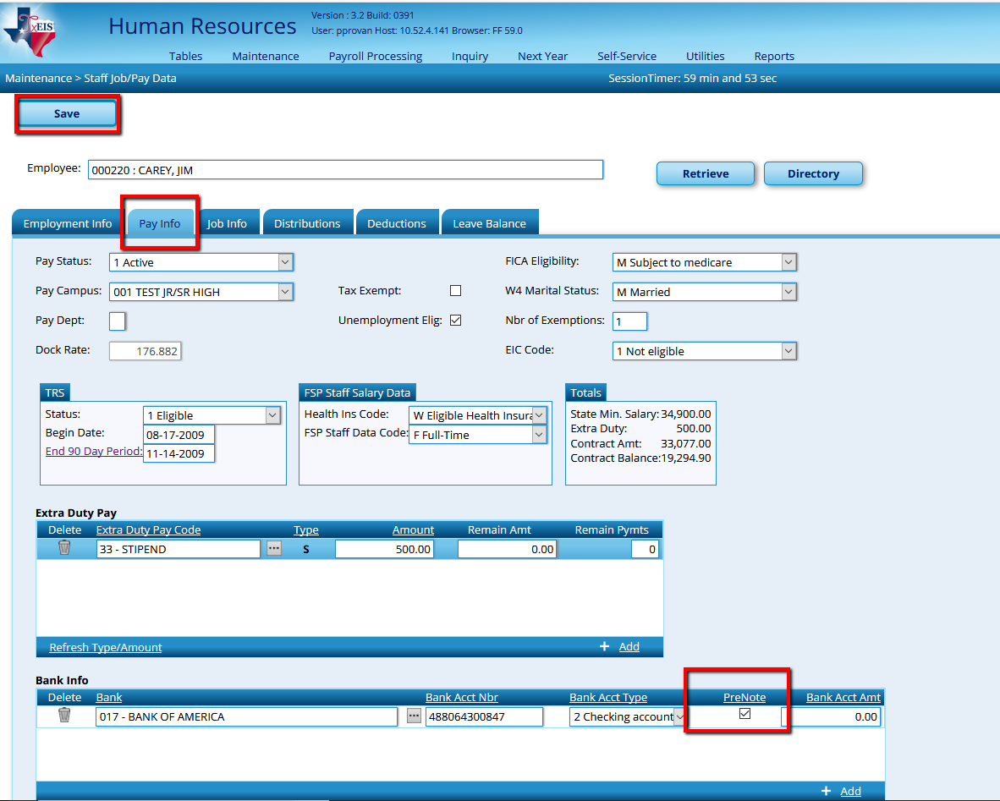 TxEIS
Human Resources
Version : 3.2 Build: 0391
User: pprovan Host: 10.52.4.141 Browser: FF 59.0
Tables Maintenance Payroll Processing Inquiry Next Year Self-Service Utilities Reports
Maintenance > Staff Job/Pay Data SessionTimer: 59 min and 53 sec
Save
Employee: 000220 : CAREY, JIM Retrieve Directory
Employment Info Pay Info Job Info Distributions Deductions Leave Balance
Pay Status: 1 Active FICA Eligibility: M Subject to medicare
Pay Campus: 001 TEST JR/SR HIGH Tax Exempt: W4 Marital Status: M Married
Pay Dept: Unemployment Elig: Nbr of Exemptions: 1
Dock Rate: 176.882 EIC Code: 1 Not eligible
TRS FSP Staff Salary Data Totals
Status: 1 Eligible Health Ins Code: W Eligible Health Insura State Min. Salary: 34,900.00
Begin Date: 08-17-2009 FSP Staff Data Code: F Full-Time Extra Duty: 500.00
End 90 Day Period: 11-14-2009 Contract Amt: 33,077.00
Contract Balance: 19,294.90
Extra Duty Pay
Delete Extra Duty Pay Code Type Amount Remain Amt Remain Pymts
33 - STIPEND ... S 500.00 0.00 0
Refresh Type/Amount + Add
Bank Info
Delete Bank Bank Acct Nbr Bank Acct Type PreNote Bank Acct Amt
017 - BANK OF AMERICA ... 488064300847 2 Checking account 0.00
+ Add